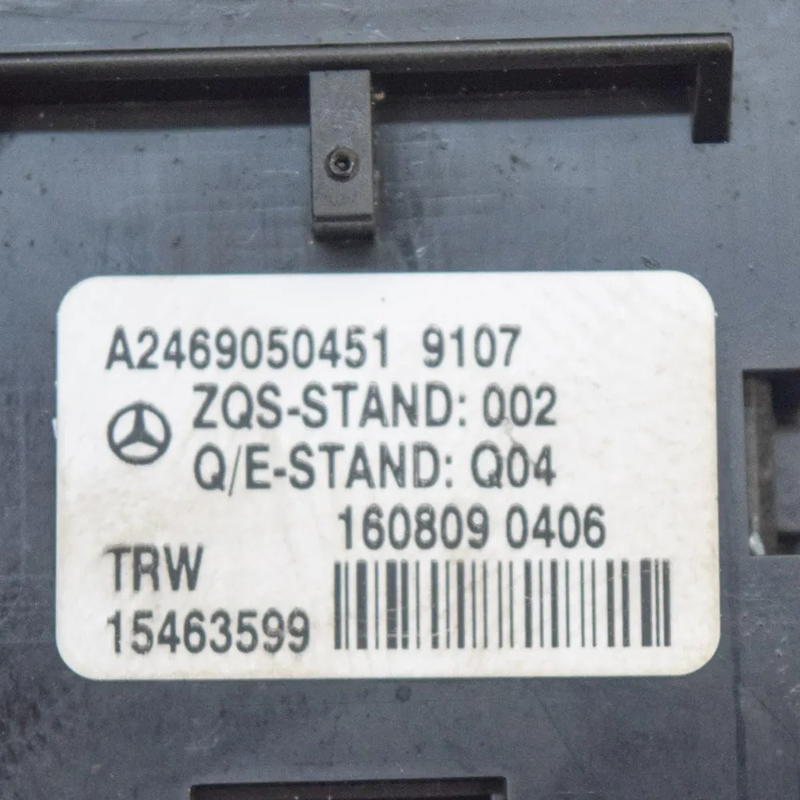 A2469050451 9107
ZQS-STAND: 002
Q/E-STAND: Q04
160809 0406
TRW
15463599